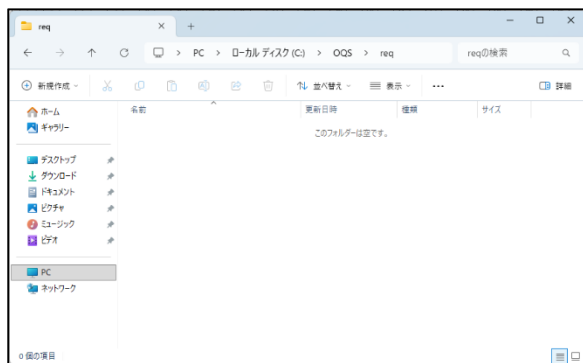 req
PC > ローカル ディスク (C:) > OQS > req
reqの検索
新規作成
並べ替え
表示
...
詳細
名前
更新日時
種類
サイズ
このフォルダーは空です。
ホーム
ギャラリー
デスクトップ
ダウンロード
ドキュメント
ピクチャ
ミュージック
ビデオ
PC
ネットワーク
0 個の項目